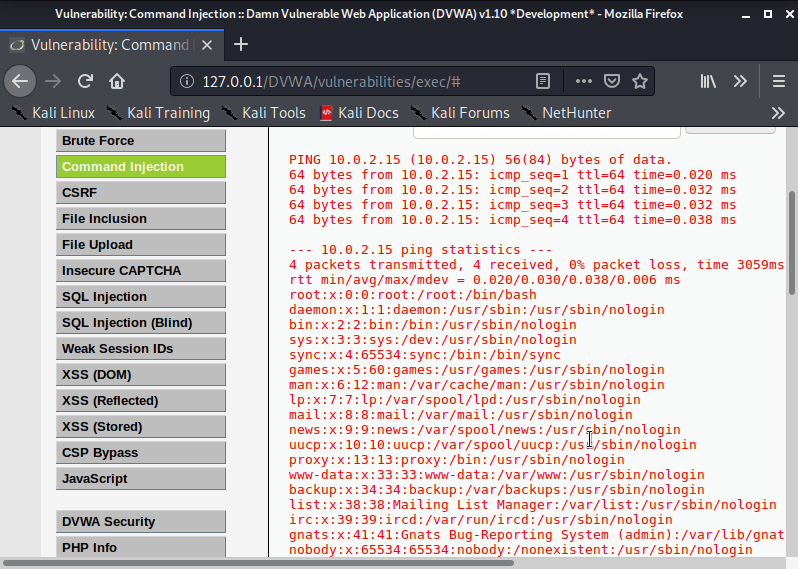 Vulnerability: Command Injection :: Damn Vulnerable Web Application (DVWA) v1.10 *Development* - Mozilla Firefox
Vulnerability: Command
127.0.0.1/DVWA/vulnerabilities/exec/#
Kali Linux Kali Training Kali Tools Kali Docs Kali Forums NetHunter
Brute Force
Command Injection
CSRF
File Inclusion
File Upload
Insecure CAPTCHA
SQL Injection
SQL Injection (Blind)
Weak Session IDs
XSS (DOM)
XSS (Reflected)
XSS (Stored)
CSP Bypass
JavaScript
DVWA Security
PHP Info
PING 10.0.2.15 (10.0.2.15) 56(84) bytes of data.
64 bytes from 10.0.2.15: icmp_seq=1 ttl=64 time=0.020 ms
64 bytes from 10.0.2.15: icmp_seq=2 ttl=64 time=0.032 ms
64 bytes from 10.0.2.15: icmp_seq=3 ttl=64 time=0.032 ms
64 bytes from 10.0.2.15: icmp_seq=4 ttl=64 time=0.038 ms
--- 10.0.2.15 ping statistics ---
4 packets transmitted, 4 received, 0% packet loss, time 3059ms
rtt min/avg/max/mdev = 0.020/0.030/0.038/0.006 ms
root:x:0:0:root:/root:/bin/bash
daemon:x:1:1:daemon:/usr/sbin:/usr/sbin/nologin
bin:x:2:2:bin:/bin:/usr/sbin/nologin
sys:x:3:3:sys:/dev:/usr/sbin/nologin
sync:x:4:65534:sync:/bin:/bin/sync
games:x:5:60:games:/usr/games:/usr/sbin/nologin
man:x:6:12:man:/var/cache/man:/usr/sbin/nologin
lp:x:7:7:lp:/var/spool/lpd:/usr/sbin/nologin
mail:x:8:8:mail:/var/mail:/usr/sbin/nologin
news:x:9:9:news:/var/spool/news:/usr/sbin/nologin
uucp:x:10:10:uucp:/var/spool/uucp:/usr/sbin/nologin
proxy:x:13:13:proxy:/bin:/usr/sbin/nologin
www-data:x:33:33:www-data:/var/www:/usr/sbin/nologin
backup:x:34:34:backup:/var/backups:/usr/sbin/nologin
list:x:38:38:Mailing List Manager:/var/list:/usr/sbin/nologin
irc:x:39:39:ircd:/var/run/ircd:/usr/sbin/nologin
gnats:x:41:41:Gnats Bug-Reporting System (admin):/var/lib/gnat
nobody:x:65534:65534:nobody:/nonexistent:/usr/sbin/nologin